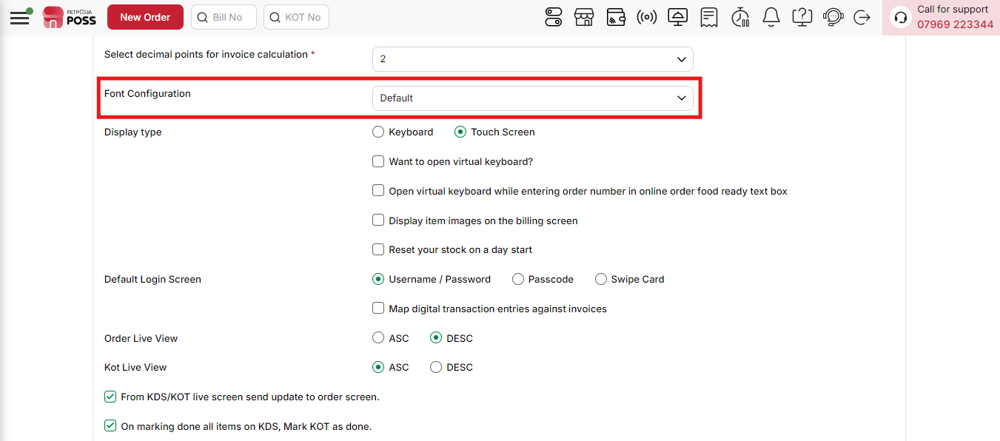 PETPOOJA
POSS
New Order
Bill No
KOT No
Call for support
07969 223344
Select decimal points for invoice calculation *
2
Font Configuration
Default
Display type
Keyboard
Touch Screen
Want to open virtual keyboard?
Open virtual keyboard while entering order number in online order food ready text box
Display item images on the billing screen
Reset your stock on a day start
Default Login Screen
Username / Password
Passcode
Swipe Card
Map digital transaction entries against invoices
Order Live View
ASC
DESC
Kot Live View
ASC
DESC
From KDS/KOT live screen send update to order screen.
On marking done all items on KDS, Mark KOT as done.